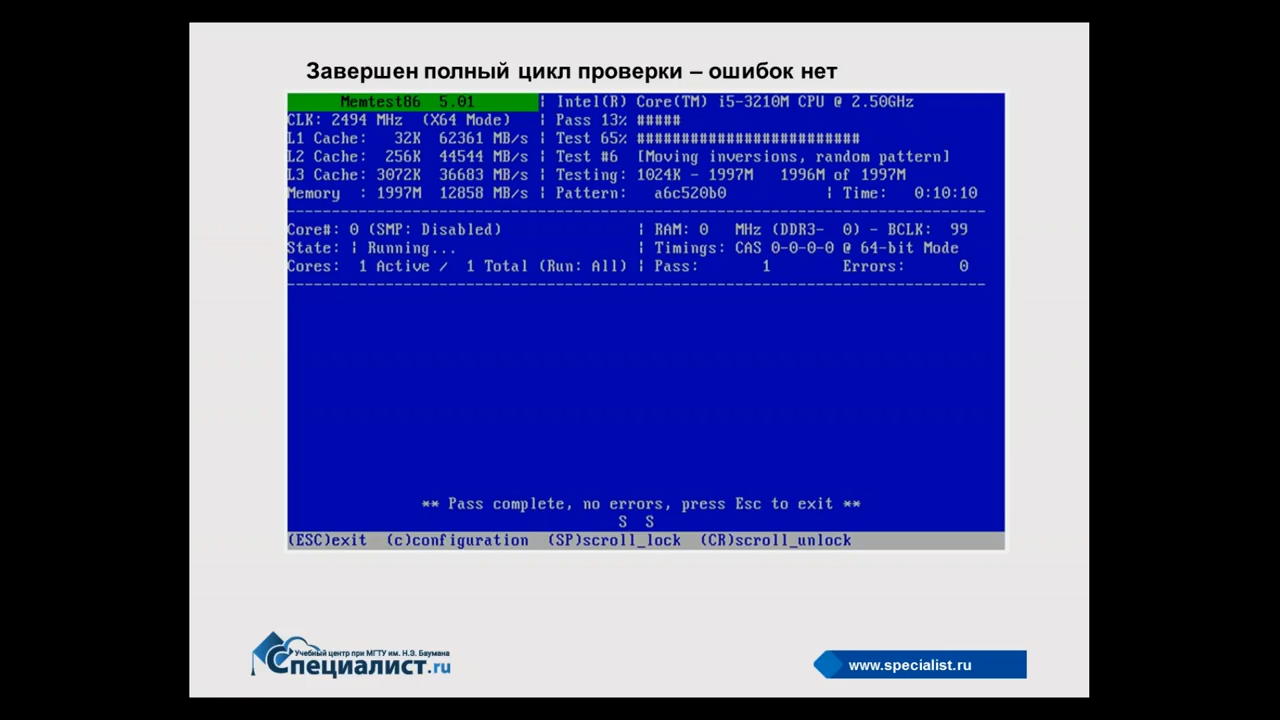 Завершен полный цикл проверки – ошибок нет
Memtest86 5.01 | Intel(R) Core(TM) i5-3210M CPU @ 2.50GHz
CLK: 2494 MHz (X64 Mode) | Pass 13% #####
L1 Cache: 32K 62361 MB/s | Test 65% #########################
L2 Cache: 256K 44544 MB/s | Test #6 [Moving inversions, random pattern]
L3 Cache: 3072K 36683 MB/s | Testing: 1024K - 1997M 1996M of 1997M
Memory : 1997M 12858 MB/s | Pattern: a6c520b0 | Time: 0:10:10
Core#: 0 (SMP: Disabled) | RAM: 0 MHz (DDR3- 0) - BCLK: 99
State: | Running... | Timings: CAS 0-0-0-0 @ 64-bit Mode
Cores: 1 Active / 1 Total (Run: All) | Pass: 1 Errors: 0
** Pass complete, no errors, press Esc to exit **
S S
(ESC)exit (c)configuration (SP)scroll_lock (CR)scroll_unlock
Учебный центр при МГТУ им. Н.Э. Баумана
Специалист.ru
www.specialist.ru